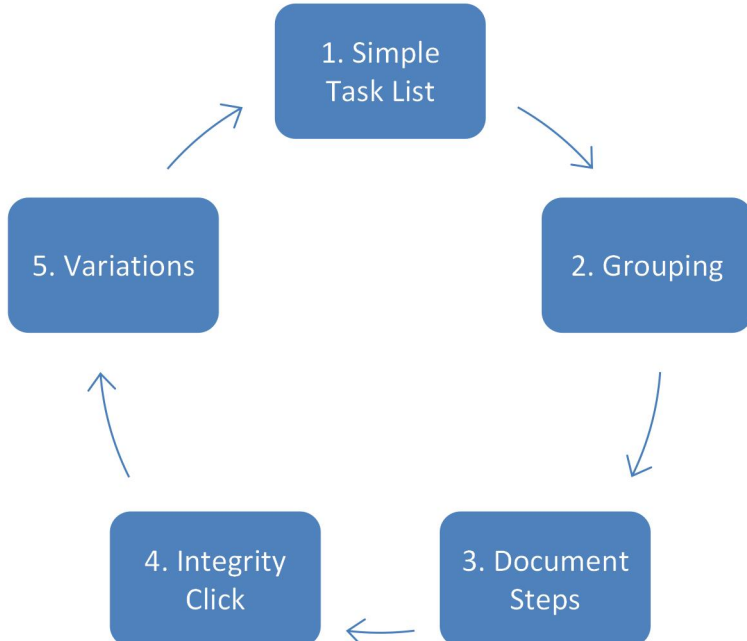 1. Simple
Task List
2. Grouping
3. Document
Steps
4. Integrity
Click
5. Variations